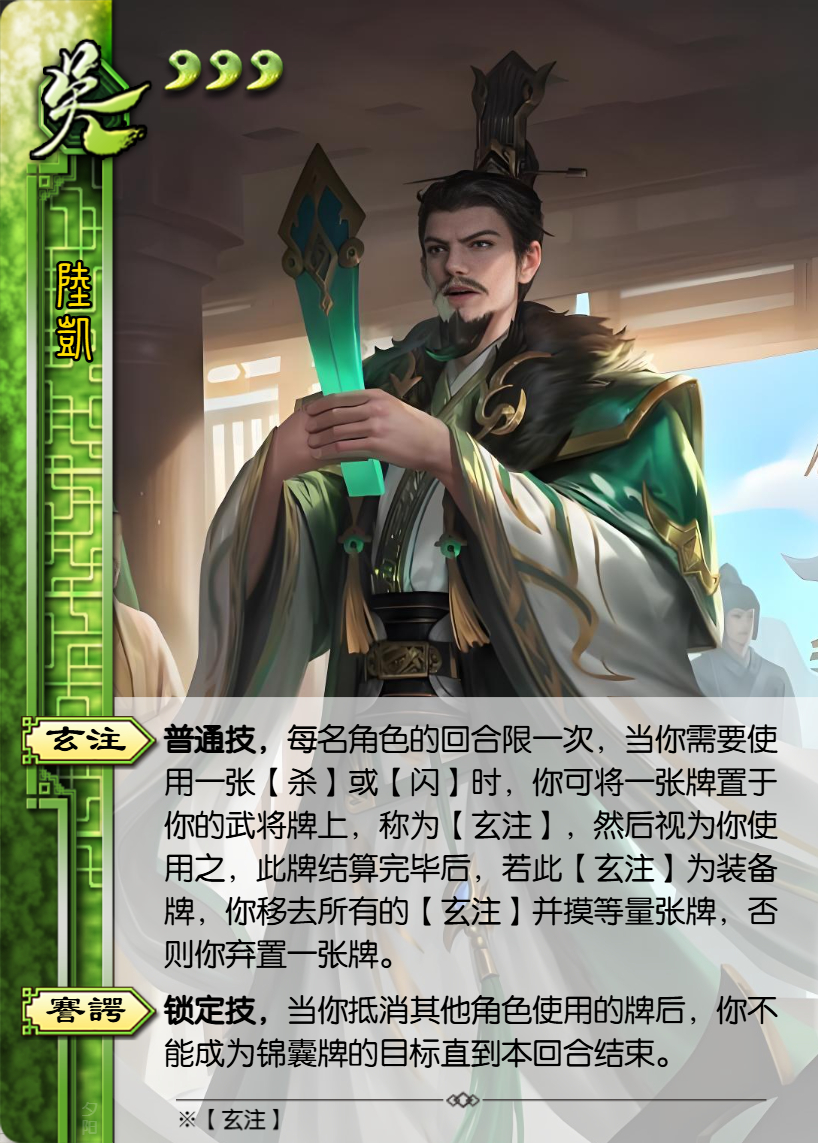 吴
陸凱
玄注
普通技，每名角色的回合限一次，当你需要使
用一张【杀】或【闪】时，你可将一张牌置于
你的武将牌上，称为【玄注】，然后视为你使
用之，此牌结算完毕后，若此【玄注】为装备
牌，你移去所有的【玄注】并摸等量张牌，否
则你弃置一张牌。
謇諤
锁定技，当你抵消其他角色使用的牌后，你不
能成为锦囊牌的目标直到本回合结束。
※【玄注】
夕阳